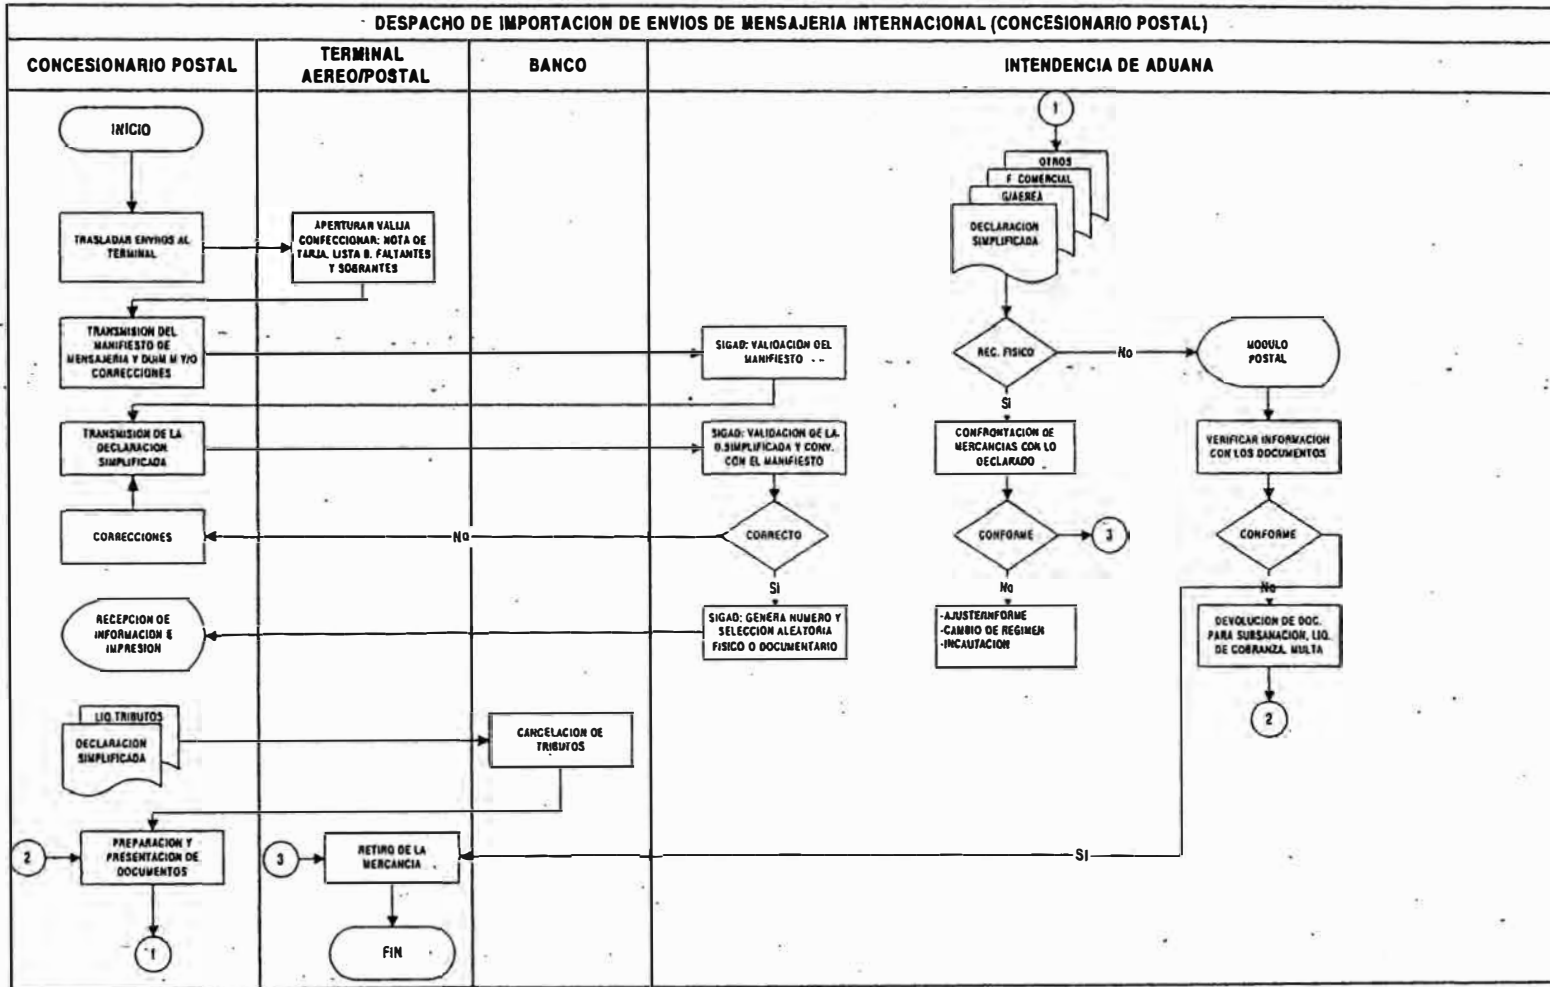 DESPACHO DE IMPORTACION DE ENVIOS DE MENSAJERIA INTERNACIONAL (CONCESIONARIO POSTAL)
CONCESIONARIO POSTAL
TERMINAL
AEREO/POSTAL
BANCO
INTENDENCIA DE ADUANA
INICIO
TRASLADAR ENVIOS AL
TERMINAL
APERTURAR VALIJA
CONFECCIONAR: NOTA DE
TARJA, LISTA B. FALTANTES
Y SOBRANTES
TRANSMISION DEL
MANIFIESTO DE
MENSAJERIA Y DUIM M Y/O
CORRECCIONES
SIGAD: VALIDACION DEL
MANIFIESTO
TRANSMISION DE LA
DECLARACION
SIMPLIFICADA
SIGAD: VALIDACION DE LA
D.SIMPLIFICADA Y CONV.
CON EL MANIFIESTO
CORRECCIONES
No
CORRECTO
SI
RECEPCION DE
INFORMACION E
IMPRESION
SIGAD: GENERA NUMERO Y
SELECCION ALEATORIA
FISICO O DOCUMENTARIO
LIQ.TRIBUTOS
DECLARACION
SIMPLIFICADA
CANCELACION DE
TRIBUTOS
2
PREPARACION Y
PRESENTACION DE
DOCUMENTOS
1
3
RETIRO DE LA
MERCANCIA
FIN
1
OTROS
F COMERCIAL
G/AEREA
DECLARACION
SIMPLIFICADA
REC. FISICO
No
MODULO
POSTAL
SI
CONFRONTACION DE
MERCANCIAS CON LO
DECLARADO
VERIFICAR INFORMACION
CON LOS DOCUMENTOS
CONFORME
3
CONFORME
No
-AJUSTE/INFORME
-CAMBIO DE REGIMEN
-INCAUTACION
No
DEVOLUCION DE DOC.
PARA SUBSANACION, LIQ.
DE COBRANZA, MULTA
2
SI